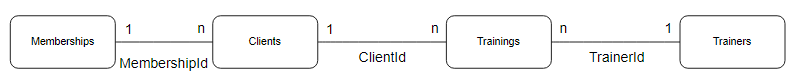 1 n 1 n n 1
Memberships Clients Trainings Trainers
MembershipId ClientId TrainerId